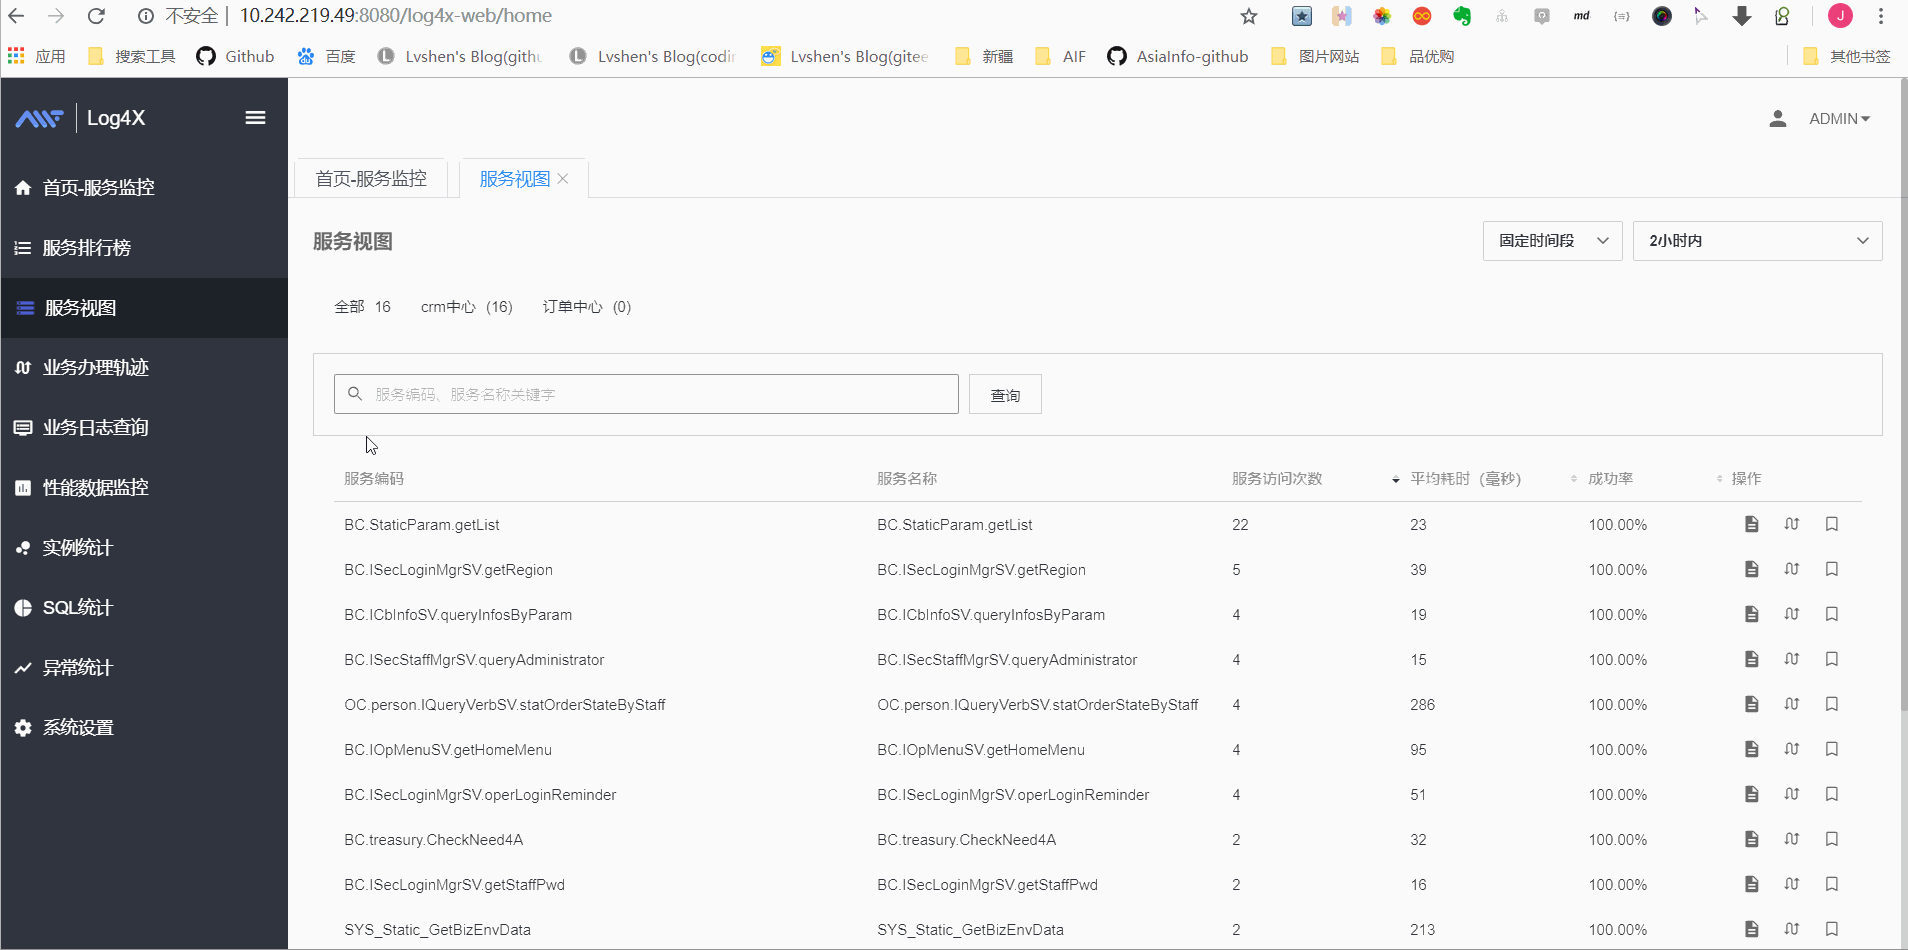 不安全 | 10.242.219.49:8080/log4x-web/home
应用 搜索工具 Github 百度 Lvshen's Blog(gith Lvshen's Blog(codi Lvshen's Blog(gitee 新疆 AIF AsiaInfo-github 图片网站 品优购 其他书签
Log4X
ADMIN
首页-服务监控
服务排行榜
服务视图
业务办理轨迹
业务日志查询
性能数据监控
实例统计
SQL统计
异常统计
系统设置
首页-服务监控 服务视图
服务视图 固定时间段 2小时内
全部 16 crm中心 (16) 订单中心 (0)
服务编码、服务名称关键字 查询
服务编码 服务名称 服务访问次数 平均耗时 (毫秒) 成功率 操作
BC.StaticParam.getList BC.StaticParam.getList 22 23 100.00%
BC.ISecLoginMgrSV.getRegion BC.ISecLoginMgrSV.getRegion 5 39 100.00%
BC.ICbInfoSV.queryInfosByParam BC.ICbInfoSV.queryInfosByParam 4 19 100.00%
BC.ISecStaffMgrSV.queryAdministrator BC.ISecStaffMgrSV.queryAdministrator 4 15 100.00%
OC.person.IQueryVerbSV.statOrderStateByStaff OC.person.IQueryVerbSV.statOrderStateByStaff 4 286 100.00%
BC.IOpMenuSV.getHomeMenu BC.IOpMenuSV.getHomeMenu 4 95 100.00%
BC.ISecLoginMgrSV.operLoginReminder BC.ISecLoginMgrSV.operLoginReminder 4 51 100.00%
BC.treasury.CheckNeed4A BC.treasury.CheckNeed4A 2 32 100.00%
BC.ISecLoginMgrSV.getStaffPwd BC.ISecLoginMgrSV.getStaffPwd 2 16 100.00%
SYS_Static_GetBizEnvData SYS_Static_GetBizEnvData 2 213 100.00%